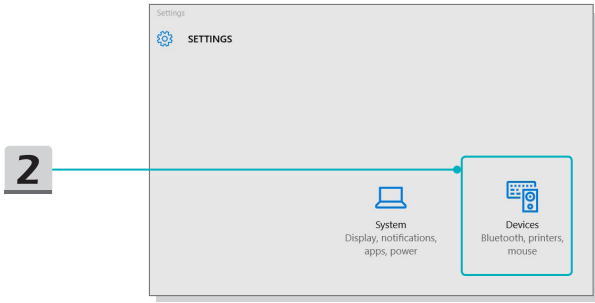 Settings
SETTINGS
2
System
Display, notifications,
apps, power
Devices
Bluetooth, printers,
mouse